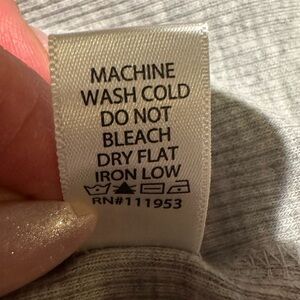 MACHINE
WASH COLD
DO NOT
BLEACH
DRY FLAT
IRON LOW
RN#111953